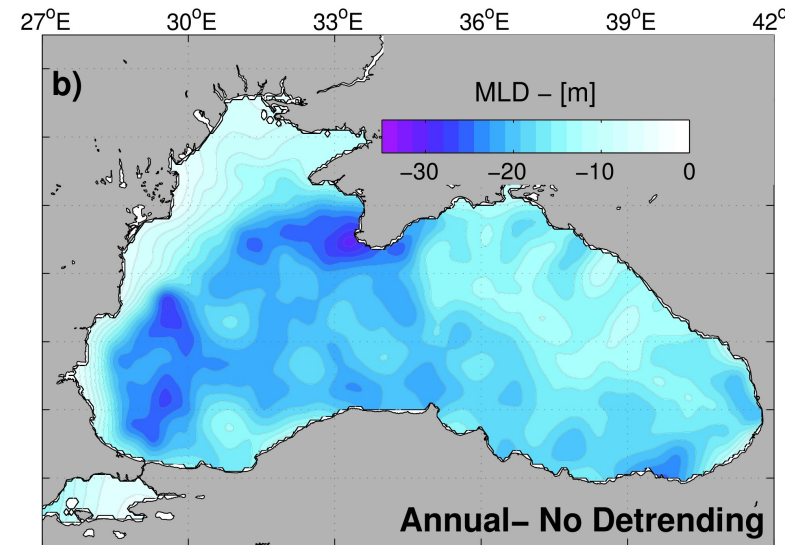 27°E 30°E 33°E 36°E 39°E 42°
b)
MLD – [m]
−30 −20 −10 0
Annual– No Detrending